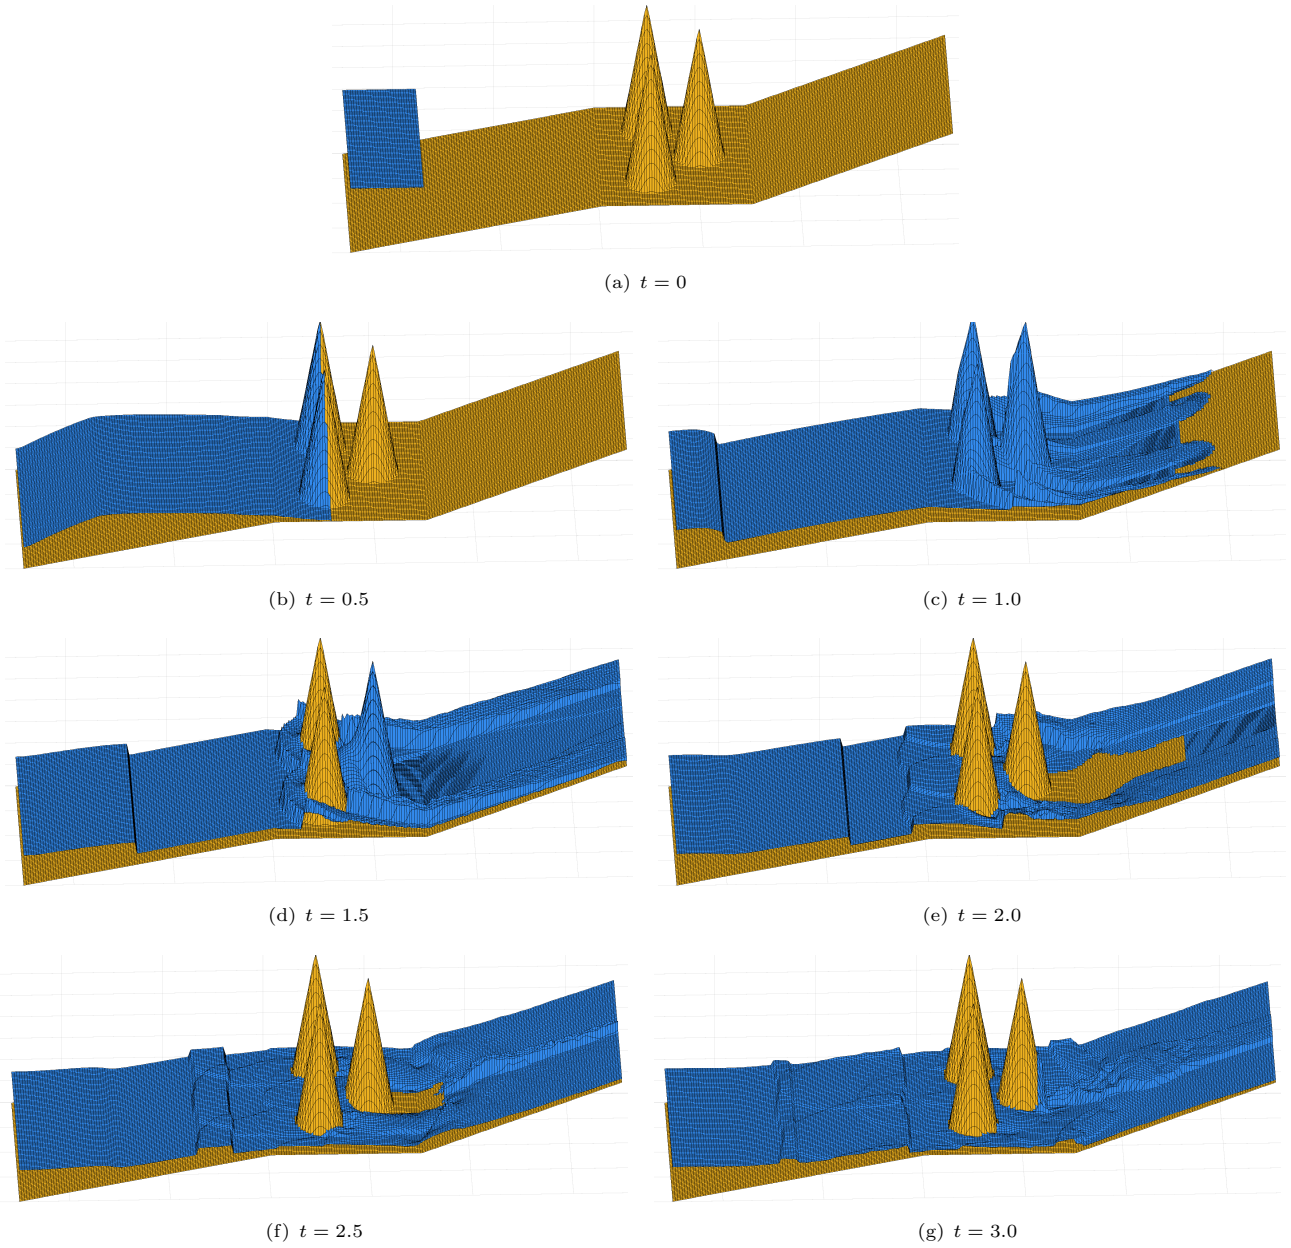 (a) t = 0
(b) t = 0.5
(c) t = 1.0
(d) t = 1.5
(e) t = 2.0
(f) t = 2.5
(g) t = 3.0